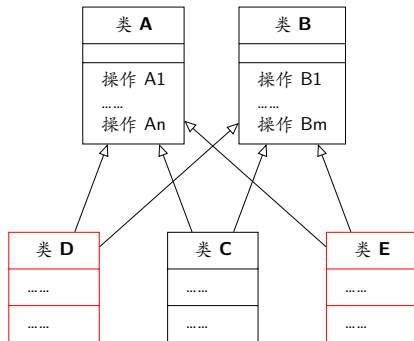 类 A
操作 A1
……
操作 An
类 B
操作 B1
……
操作 Bm
类 D
……
……
类 C
……
……
类 E
……
……